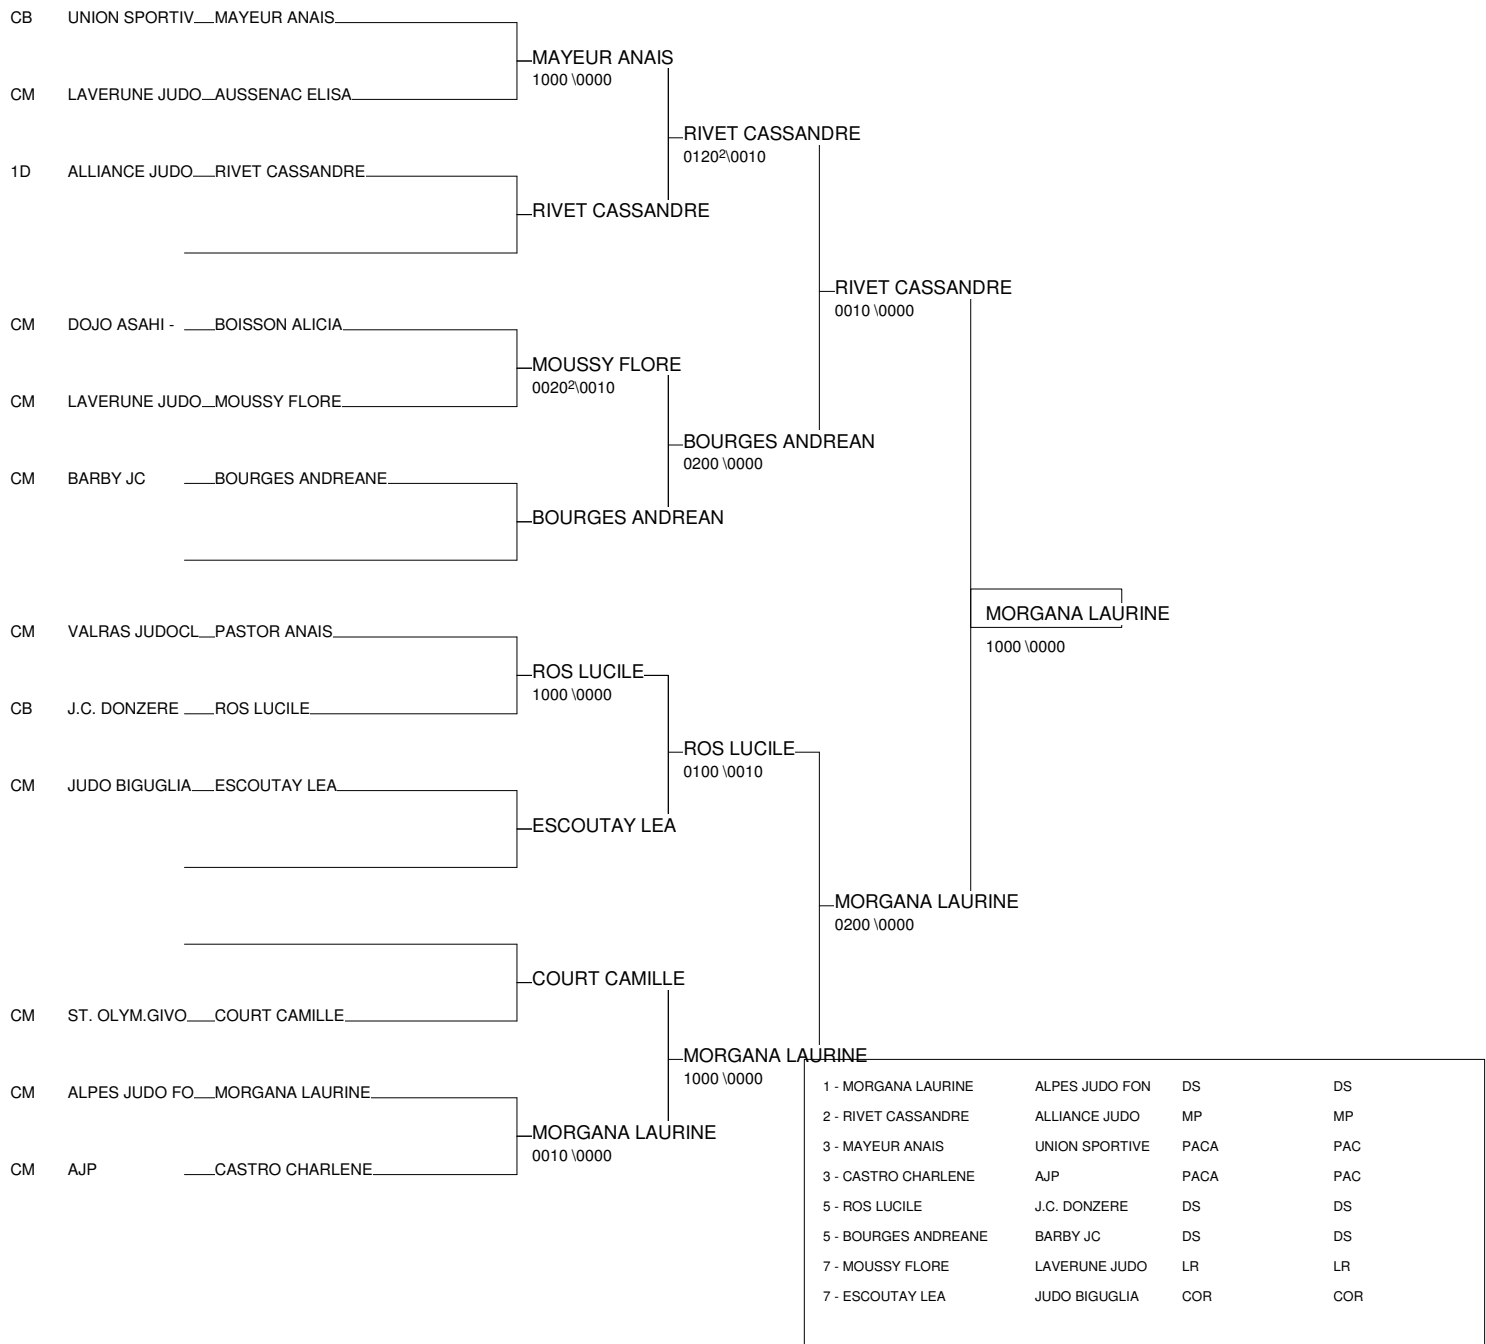 CB UNION SPORTIV MAYEUR ANAIS
MAYEUR ANAIS
1000 \0000
CM LAVERUNE JUDO AUSSENAC ELISA
RIVET CASSANDRE
0120²\0010
1D ALLIANCE JUDO RIVET CASSANDRE
RIVET CASSANDRE
RIVET CASSANDRE
0010 \0000
CM DOJO ASAHI - BOISSON ALICIA
MOUSSY FLORE
0020²\0010
CM LAVERUNE JUDO MOUSSY FLORE
BOURGES ANDREAN
0200 \0000
CM BARBY JC BOURGES ANDREANE
BOURGES ANDREAN
MORGANA LAURINE
1000 \0000
CM VALRAS JUDOCL PASTOR ANAIS
ROS LUCILE
1000 \0000
CB J.C. DONZERE ROS LUCILE
ROS LUCILE
0100 \0010
CM JUDO BIGUGLIA ESCOUTAY LEA
ESCOUTAY LEA
MORGANA LAURINE
0200 \0000
COURT CAMILLE
CM ST. OLYM.GIVO COURT CAMILLE
MORGANA LAURINE
1000 \0000
CM ALPES JUDO FO MORGANA LAURINE
MORGANA LAURINE
0010 \0000
CM AJP CASTRO CHARLENE
1 - MORGANA LAURINE ALPES JUDO FON DS DS
2 - RIVET CASSANDRE ALLIANCE JUDO MP MP
3 - MAYEUR ANAIS UNION SPORTIVE PACA PAC
3 - CASTRO CHARLENE AJP PACA PAC
5 - ROS LUCILE J.C. DONZERE DS DS
5 - BOURGES ANDREANE BARBY JC DS DS
7 - MOUSSY FLORE LAVERUNE JUDO LR LR
7 - ESCOUTAY LEA JUDO BIGUGLIA COR COR